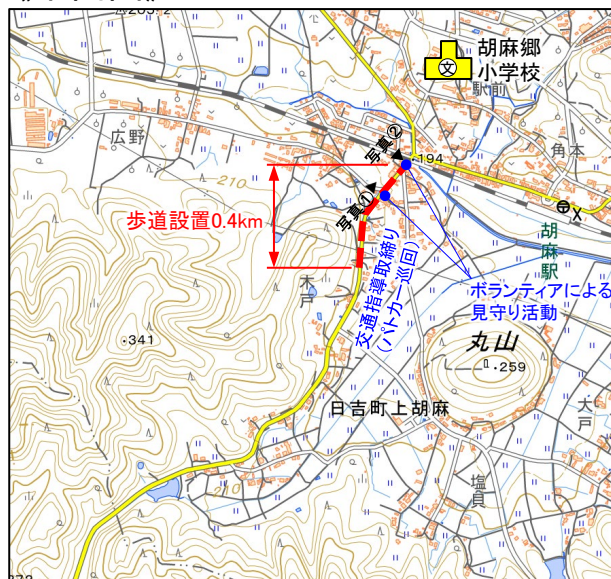 胡麻郷
小学校
文
駅前
広野
写真②
194
角本
210
歩道設置0.4km
写真①
胡麻駅
木戸
交通指導取締り
(パトカー巡回)
ボランティアによる
見守り活動
341
丸山
259
日吉町上胡麻
大戸
塩貝
210